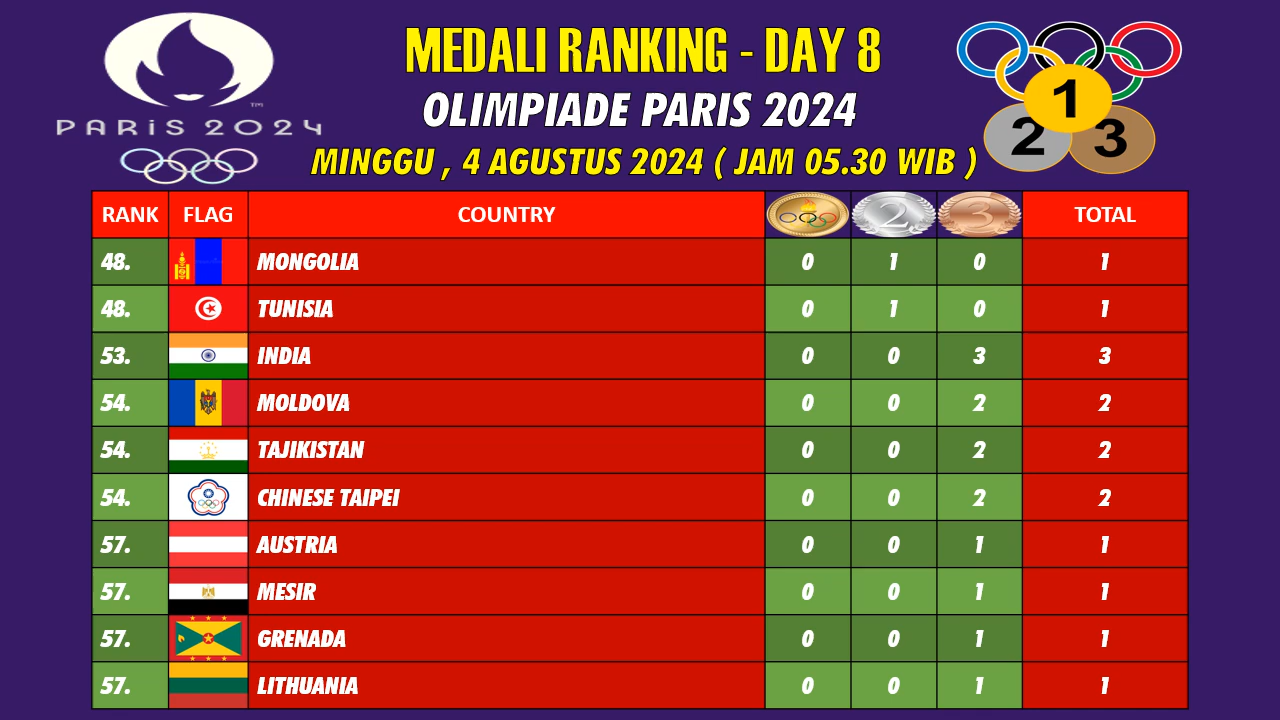 PARIS 2024
MEDALI RANKING - DAY 8
OLIMPIADE PARIS 2024
MINGGU , 4 AGUSTUS 2024 ( JAM 05.30 WIB )
1
2 3
RANK FLAG COUNTRY 2 3 TOTAL
48. MONGOLIA 0 1 0 1
48. TUNISIA 0 1 0 1
53. INDIA 0 0 3 3
54. MOLDOVA 0 0 2 2
54. TAJIKISTAN 0 0 2 2
54. CHINESE TAIPEI 0 0 2 2
57. AUSTRIA 0 0 1 1
57. MESIR 0 0 1 1
57. GRENADA 0 0 1 1
57. LITHUANIA 0 0 1 1